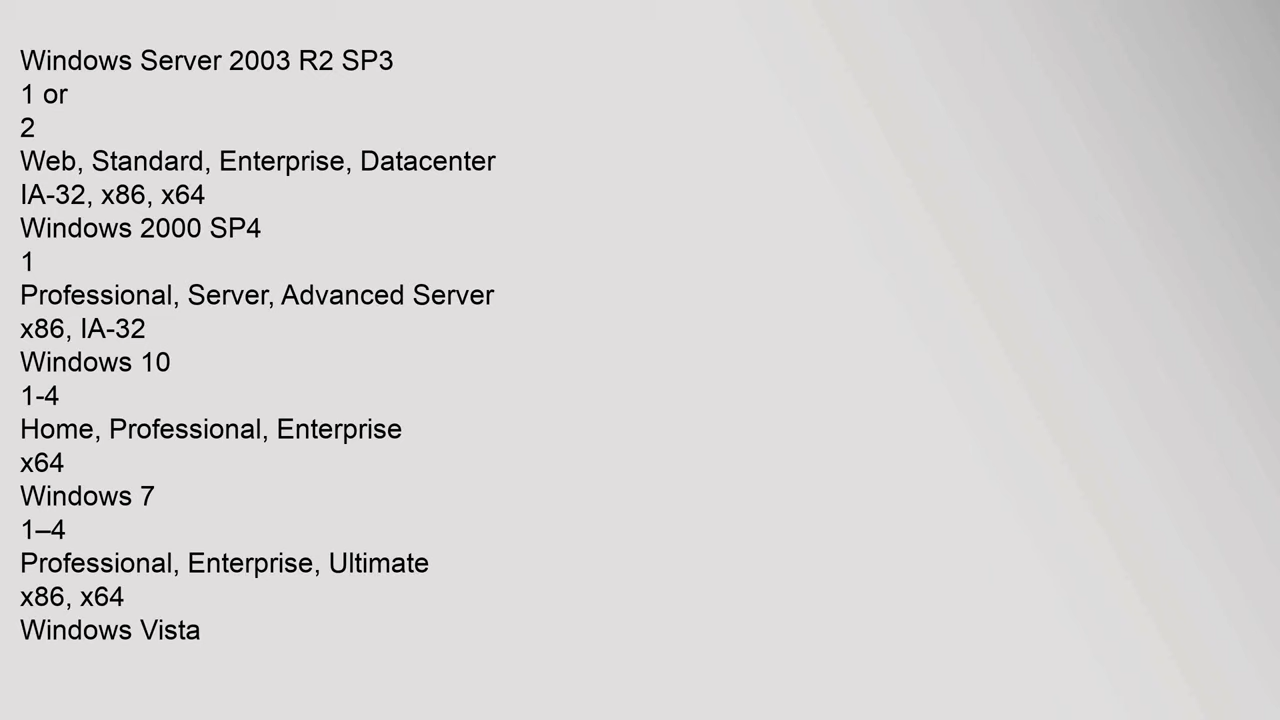 Windows Server 2003 R2 SP3
1 or
2
Web, Standard, Enterprise, Datacenter
IA-32, x86, x64
Windows 2000 SP4
1
Professional, Server, Advanced Server
x86, IA-32
Windows 10
1-4
Home, Professional, Enterprise
x64
Windows 7
1–4
Professional, Enterprise, Ultimate
x86, x64
Windows Vista